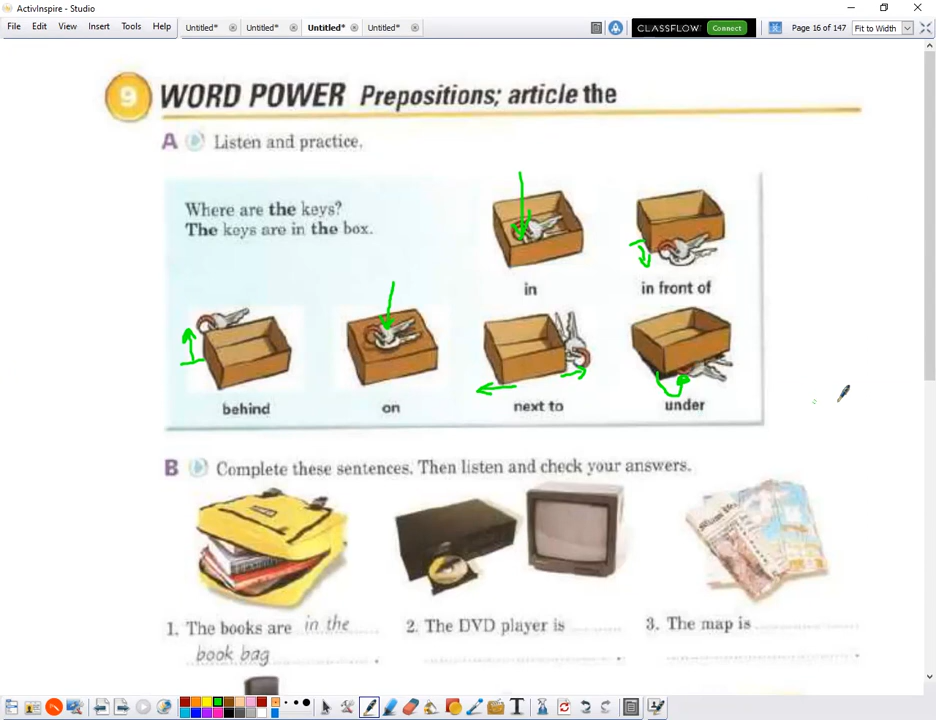 ActivInspire - Studio
File Edit View Insert Tools Help Untitled* Untitled* Untitled* Untitled* CLASSFLOW Connect Page 16 of 147 Fit to Width
9 WORD POWER Prepositions; article the
A Listen and practice.
Where are the keys?
The keys are in the box.
in
in front of
behind
on
next to
under
B Complete these sentences. Then listen and check your answers.
1. The books are in the
book bag .
2. The DVD player is
.
3. The map is
.